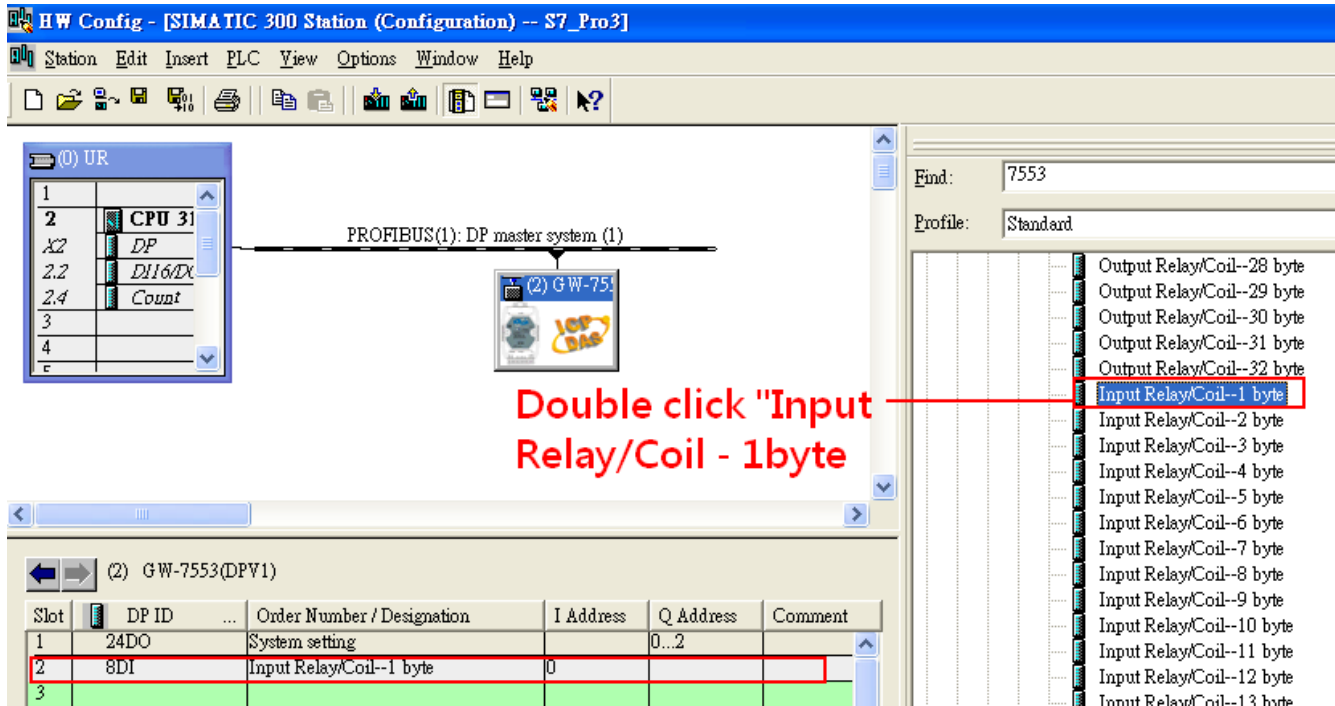 HW Config - [SIMATIC 300 Station (Configuration) -- S7_Pro3]
Station Edit Insert PLC View Options Window Help
(0) UR
1
2 CPU 31
X2 DP
2.2 DI16/DO
2.4 Count
3
4
PROFIBUS(1): DP master system (1)
(2) GW-755
ICP DAS
Double click "Input
Relay/Coil - 1byte
Find: 7553
Profile: Standard
Output Relay/Coil--28 byte
Output Relay/Coil--29 byte
Output Relay/Coil--30 byte
Output Relay/Coil--31 byte
Output Relay/Coil--32 byte
Input Relay/Coil--1 byte
Input Relay/Coil--2 byte
Input Relay/Coil--3 byte
Input Relay/Coil--4 byte
Input Relay/Coil--5 byte
Input Relay/Coil--6 byte
Input Relay/Coil--7 byte
Input Relay/Coil--8 byte
Input Relay/Coil--9 byte
Input Relay/Coil--10 byte
Input Relay/Coil--11 byte
Input Relay/Coil--12 byte
Input Relay/Coil--13 byte
(2) GW-7553(DPV1)
Slot DP ID ... Order Number / Designation I Address Q Address Comment
1 24DO System setting 0...2
2 8DI Input Relay/Coil--1 byte 0
3